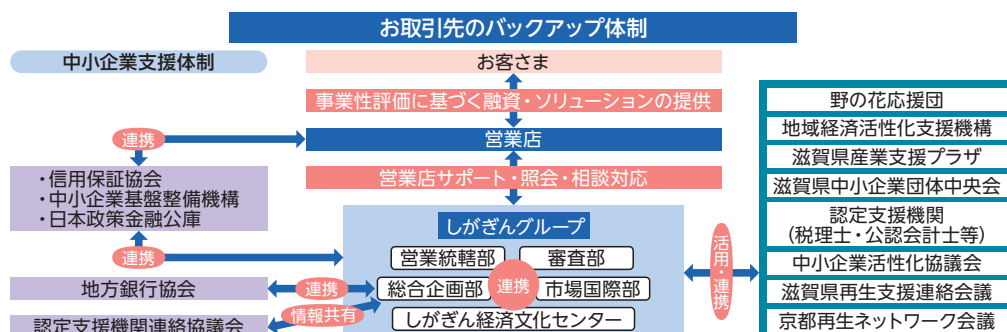 お取引先のバックアップ体制
中小企業支援体制
お客さま
事業性評価に基づく融資・ソリューションの提供
連携
営業店
営業店サポート・照会・相談対応
・信用保証協会
・中小企業基盤整備機構
・日本政策金融公庫
連携
地方銀行協会
連携
情報共有
認定支援機関連絡協議会
しがぎんグループ
営業統轄部
審査部
総合企画部
連携
市場国際部
しがぎん経済文化センター
活用・連携
野の花応援団
地域経済活性化支援機構
滋賀県産業支援プラザ
滋賀県中小企業団体中央会
認定支援機関
(税理士・公認会計士等)
中小企業活性化協議会
滋賀県再生支援連絡会議
京都再生ネットワーク会議